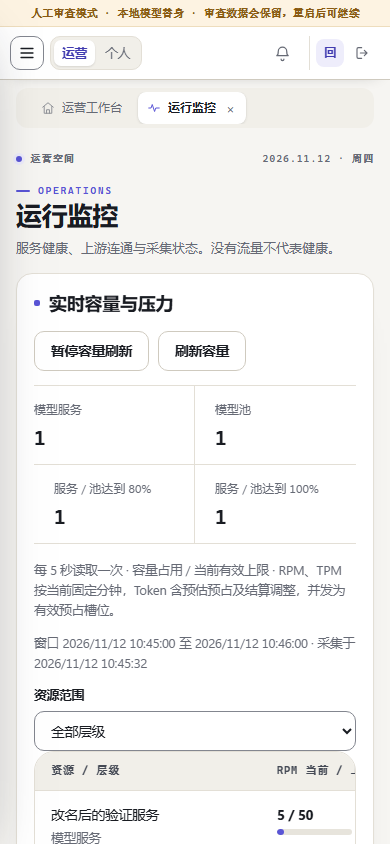 人工审查模式 · 本地模型替身 · 审查数据会保留，重启后可继续
运营 个人 回
运营工作台 运行监控 ×
运营空间 2026.11.12 · 周四
OPERATIONS
运行监控
服务健康、上游连通与采集状态。没有流量不代表健康。
实时容量与压力
暂停容量刷新 刷新容量
模型服务 模型池
1 1
服务 / 池达到 80% 服务 / 池达到 100%
1 1
每 5 秒读取一次 · 容量占用 / 当前有效上限 · RPM、TPM
按当前固定分钟，Token 含预估预占及结算调整，并发为
有效预占槽位。
窗口 2026/11/12 10:45:00 至 2026/11/12 10:46:00 · 采集于
2026/11/12 10:45:32
资源范围
全部层级
资源 / 层级 RPM 当前 /
改名后的验证服务 5 / 50
模型服务